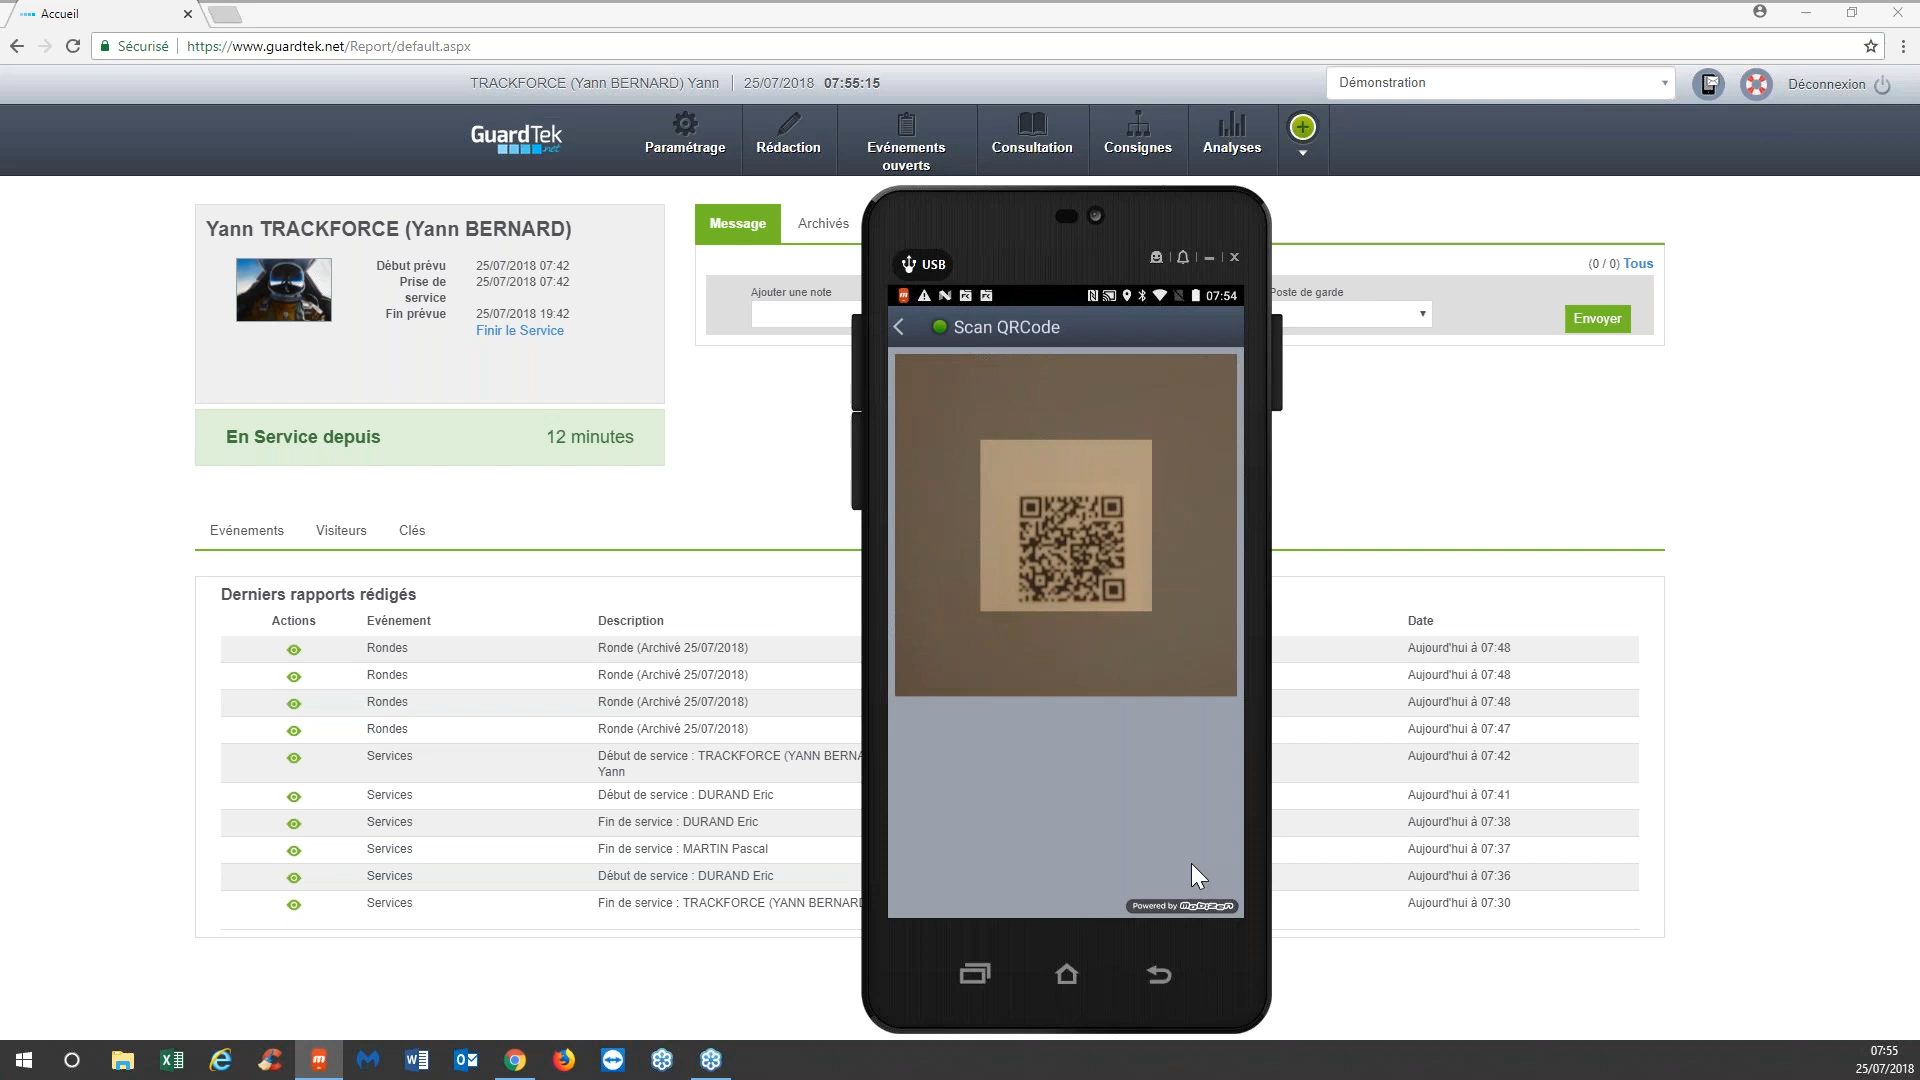 Accueil
Sécurisé
https://www.guardtek.net/Report/default.aspx
TRACKFORCE (Yann BERNARD) Yann
25/07/2018 07:55:15
Démonstration
Déconnexion
GuardTek
.net
Paramétrage
Rédaction
Evénements
ouverts
Consultation
Consignes
Analyses
Yann TRACKFORCE (Yann BERNARD)
Début prévu 25/07/2018 07:42
Prise de 25/07/2018 07:42
service
Fin prévue 25/07/2018 19:42
Finir le Service
En Service depuis 12 minutes
Message
Archivés
(0 / 0) Tous
Ajouter une note
Poste de garde
Envoyer
USB
07:54
Scan QRCode
Powered by mobizen
Evénements
Visiteurs
Clés
Derniers rapports rédigés
Actions Evénement Description Date
Rondes Ronde (Archivé 25/07/2018) Aujourd'hui à 07:48
Rondes Ronde (Archivé 25/07/2018) Aujourd'hui à 07:48
Rondes Ronde (Archivé 25/07/2018) Aujourd'hui à 07:48
Rondes Ronde (Archivé 25/07/2018) Aujourd'hui à 07:47
Services Début de service : TRACKFORCE (YANN BERNA Aujourd'hui à 07:42
Yann
Services Début de service : DURAND Eric Aujourd'hui à 07:41
Services Fin de service : DURAND Eric Aujourd'hui à 07:38
Services Fin de service : MARTIN Pascal Aujourd'hui à 07:37
Services Début de service : DURAND Eric Aujourd'hui à 07:36
Services Fin de service : TRACKFORCE (YANN BERNARD Aujourd'hui à 07:30
07:55
25/07/2018